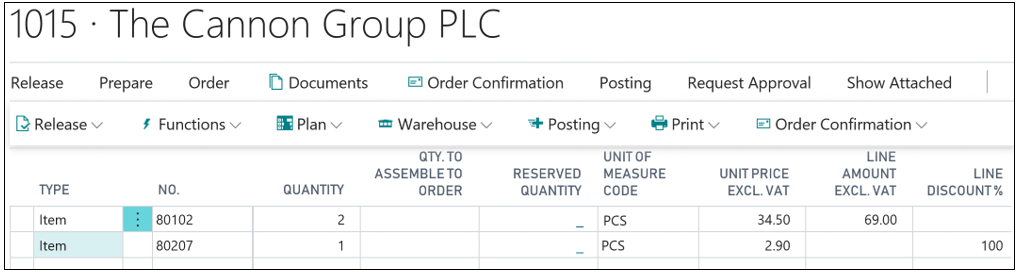 1015 · The Cannon Group PLC
Release Prepare Order Documents Order Confirmation Posting Request Approval Show Attached
Release Functions Plan Warehouse Posting Print Order Confirmation
TYPE NO. QUANTITY QTY. TO ASSEMBLE TO ORDER RESERVED QUANTITY UNIT OF MEASURE CODE UNIT PRICE EXCL. VAT LINE AMOUNT EXCL. VAT LINE DISCOUNT %
Item 80102 2 _ PCS 34.50 69.00
Item 80207 1 _ PCS 2.90 100